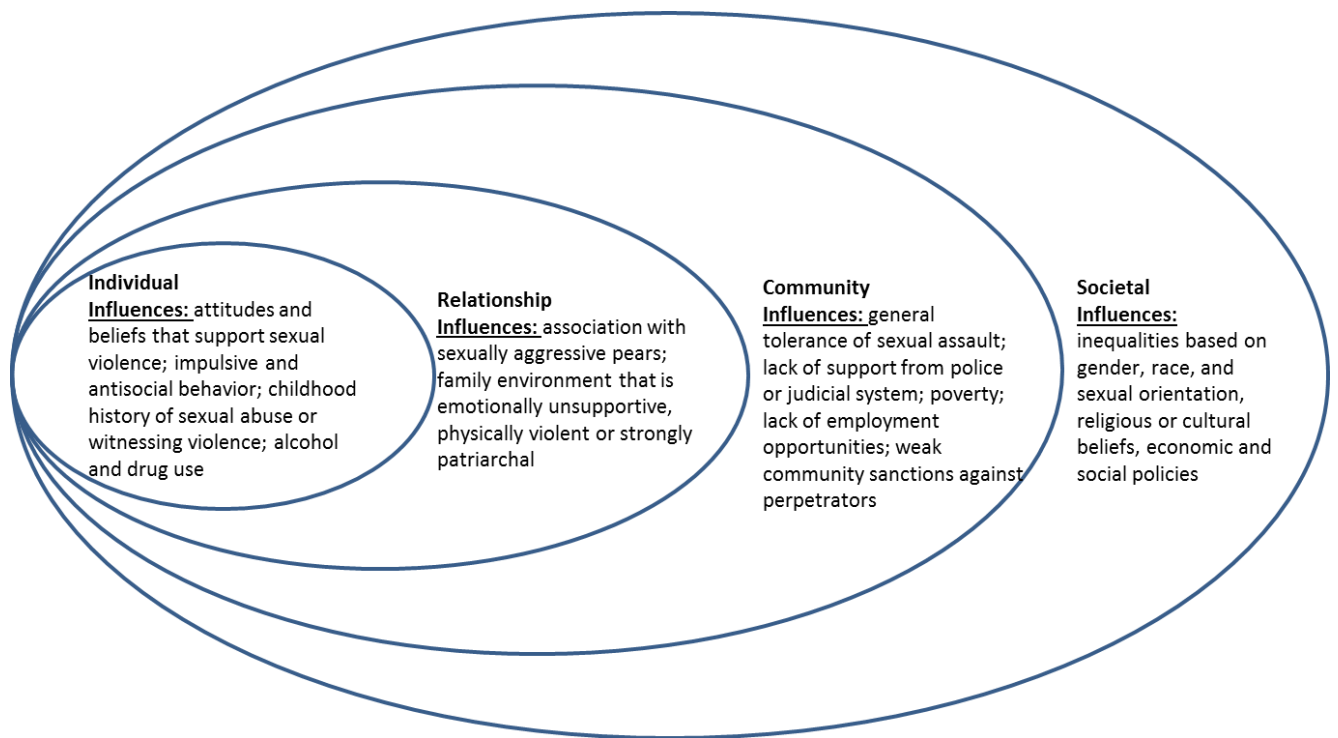 Individual
Influences: attitudes and
beliefs that support sexual
violence; impulsive and
antisocial behavior; childhood
history of sexual abuse or
witnessing violence; alcohol
and drug use
Relationship
Influences: association with
sexually aggressive pears;
family environment that is
emotionally unsupportive,
physically violent or strongly
patriarchal
Community
Influences: general
tolerance of sexual assault;
lack of support from police
or judicial system; poverty;
lack of employment
opportunities; weak
community sanctions against
perpetrators
Societal
Influences:
inequalities based on
gender, race, and
sexual orientation,
religious or cultural
beliefs, economic and
social policies